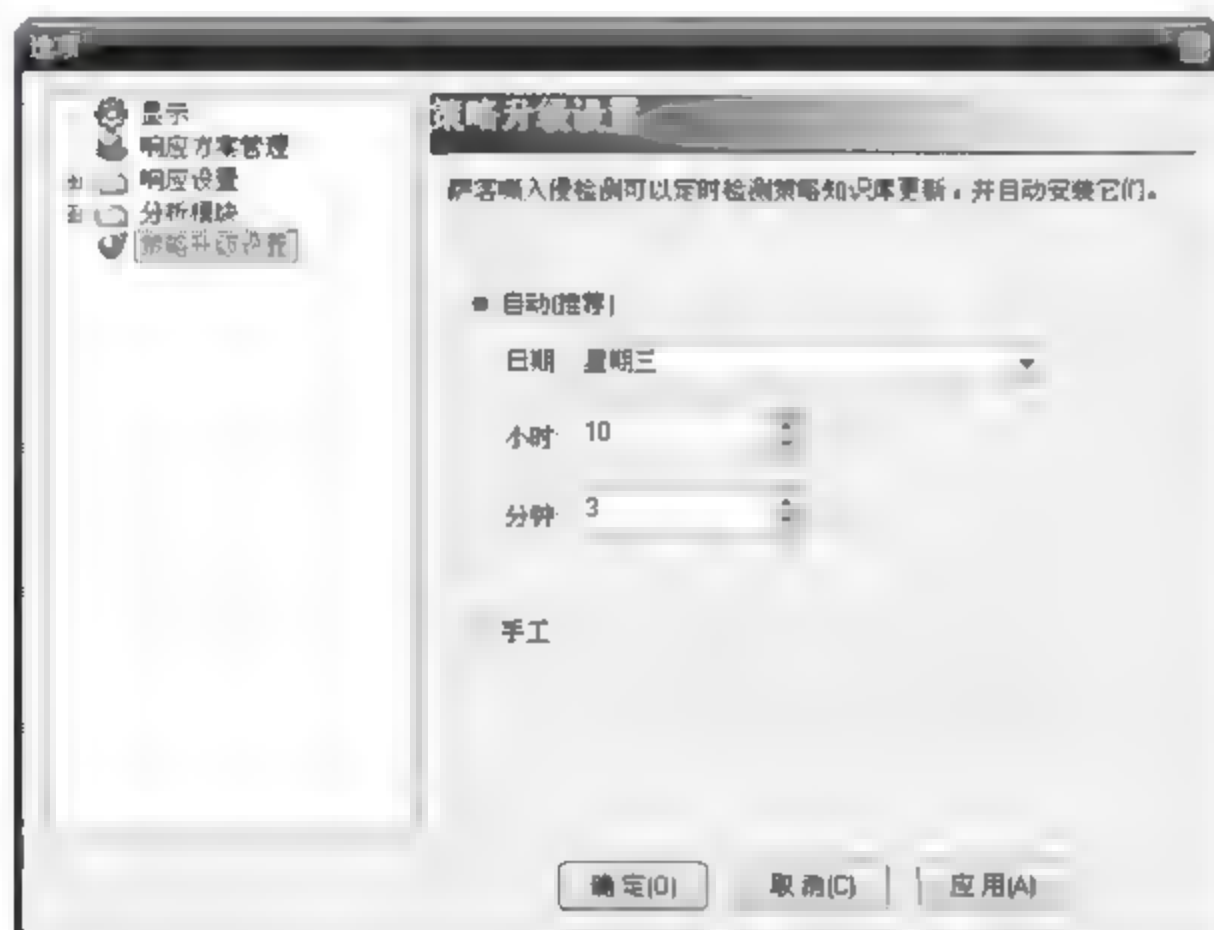 选项
显示
响应方案管理
响应设置
分析模块
策略升级设置
策略升级设置
萨客嘶入侵检测可以定时检测策略知识库更新,并自动安装它们。
自动(推荐)
日期 星期三
小时 10
分钟 3
手工
确定(O)
取消(C)
应用(A)